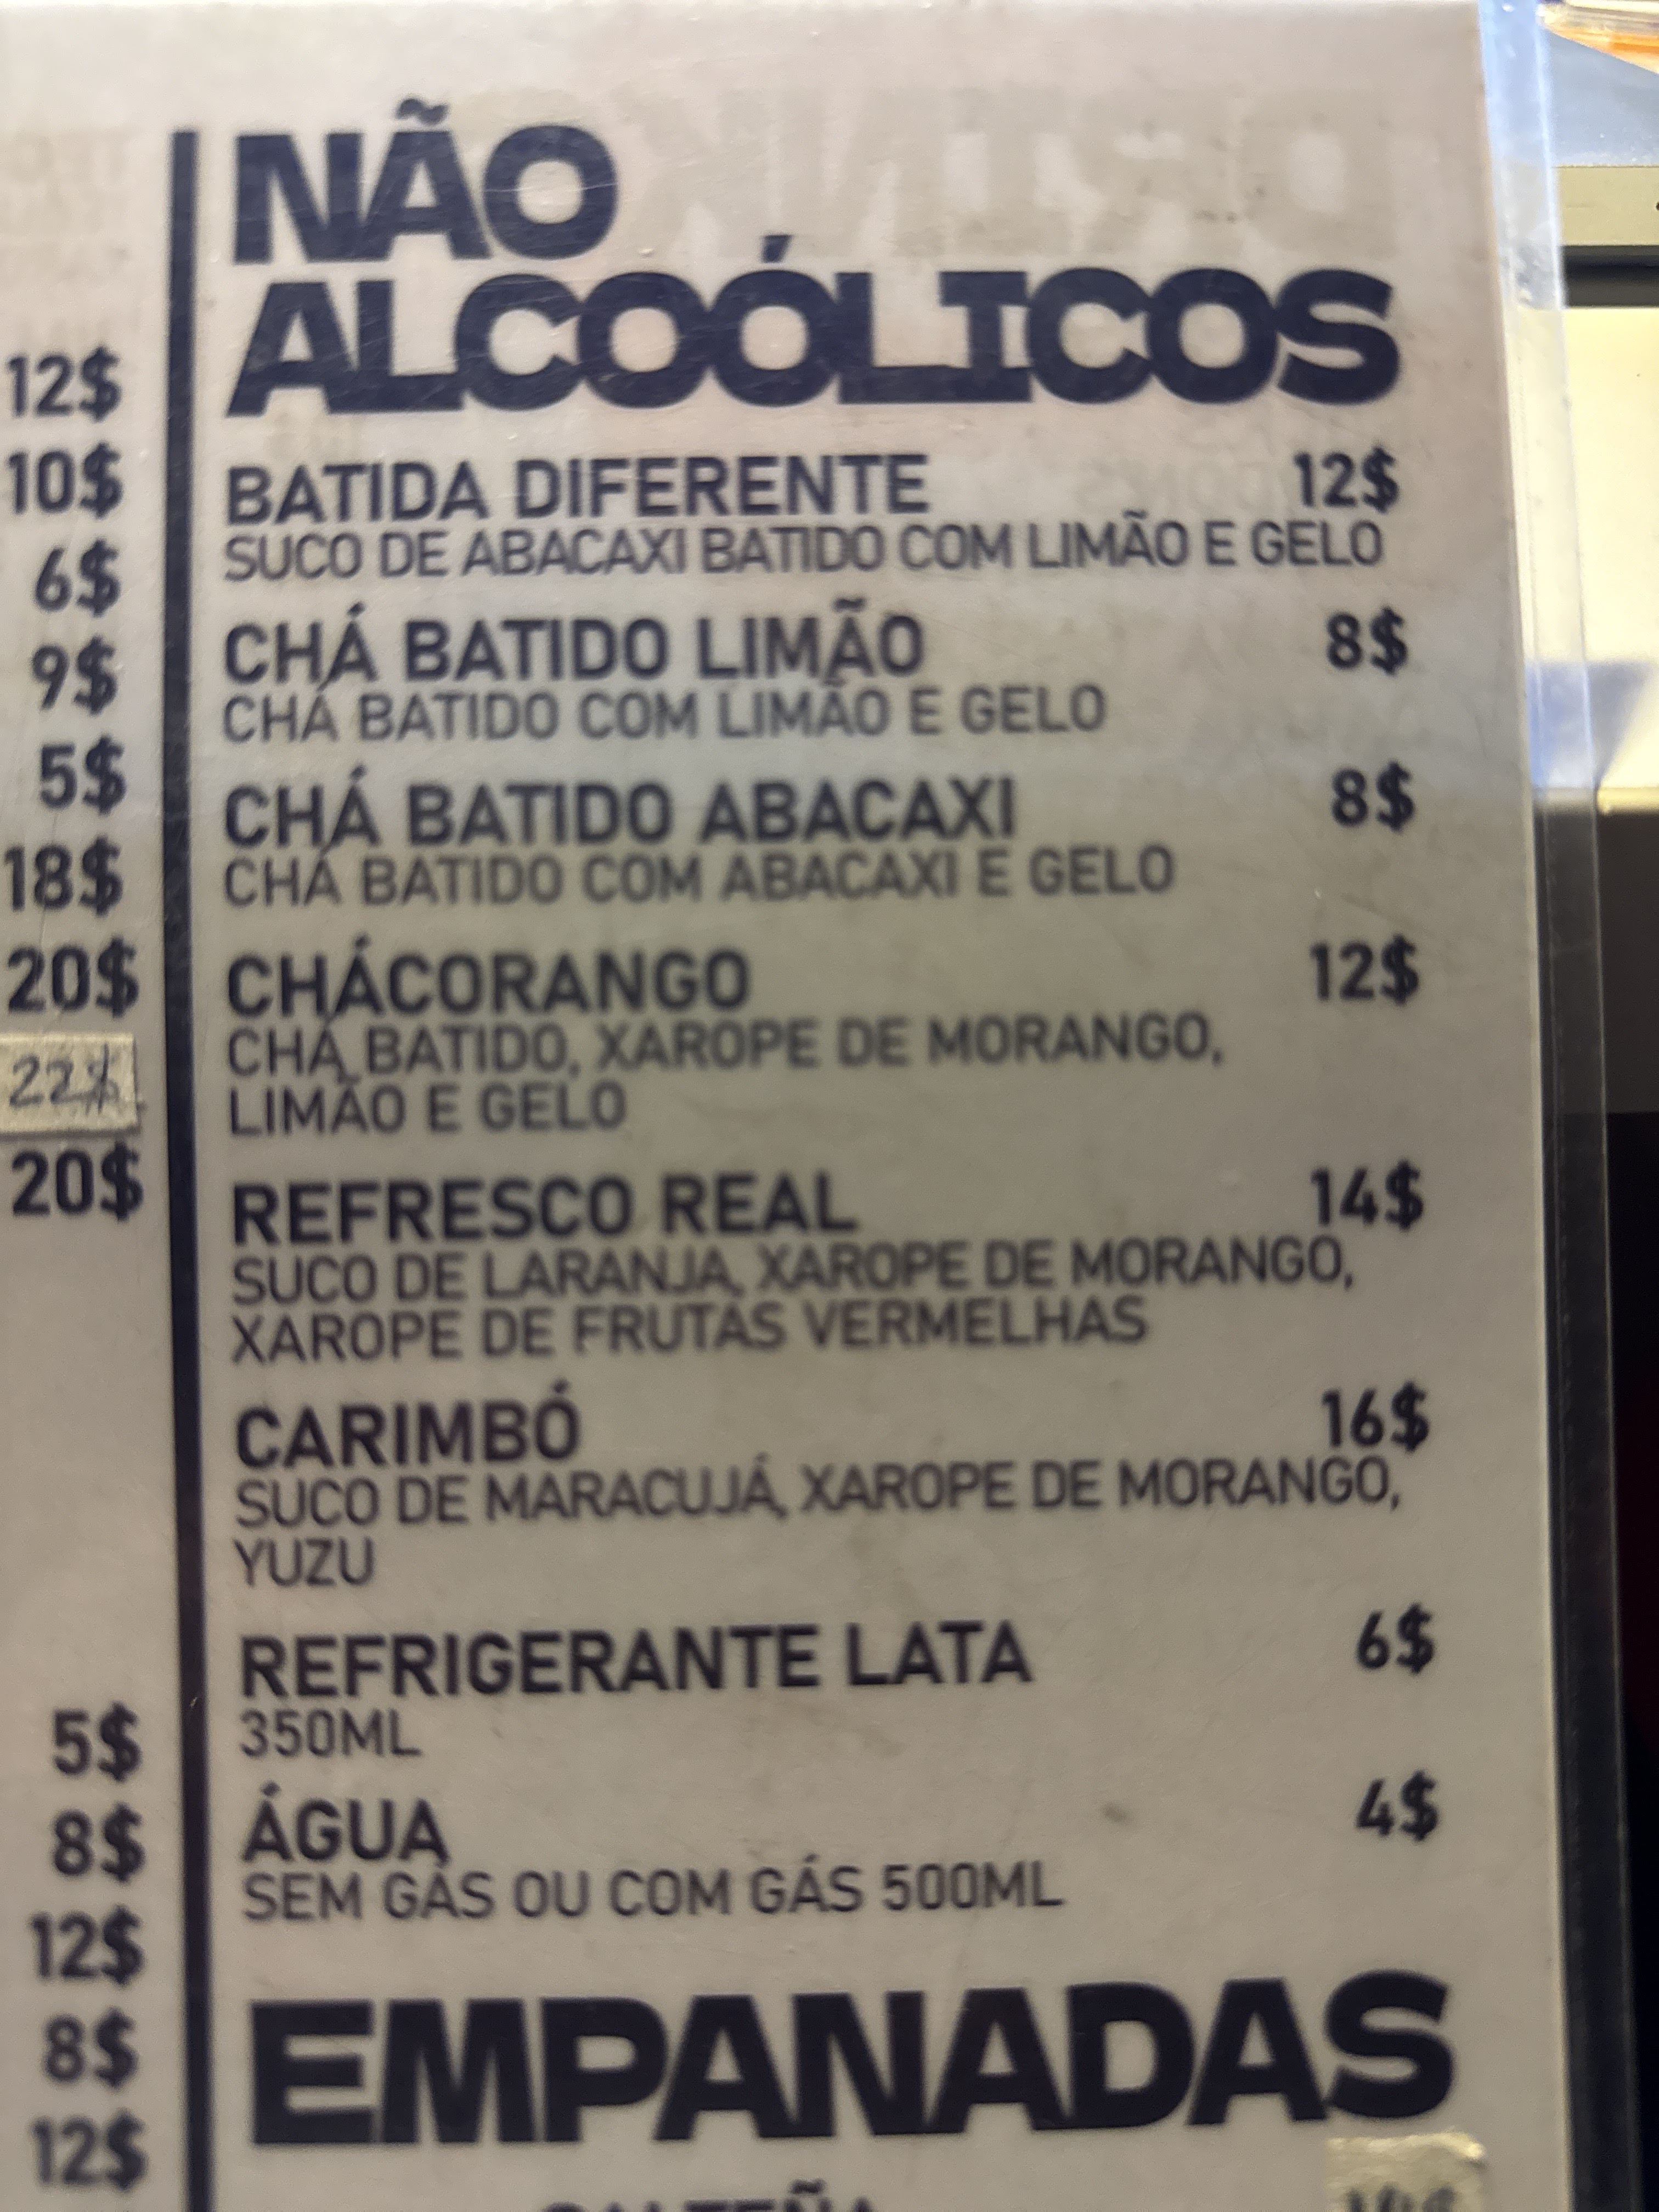 12$
10$
6$
9$
5$
18$
20$
22$
20$
5$
8$
12$
8$
12$
NÃO
ALCOÓLICOS
BATIDA DIFERENTE 12$
SUCO DE ABACAXI BATIDO COM LIMÃO E GELO
CHÁ BATIDO LIMÃO 8$
CHÁ BATIDO COM LIMÃO E GELO
CHÁ BATIDO ABACAXI 8$
CHÁ BATIDO COM ABACAXI E GELO
CHÁCORANGO 12$
CHÁ BATIDO, XAROPE DE MORANGO,
LIMÃO E GELO
REFRESCO REAL 14$
SUCO DE LARANJA, XAROPE DE MORANGO,
XAROPE DE FRUTAS VERMELHAS
CARIMBÓ 16$
SUCO DE MARACUJÁ, XAROPE DE MORANGO,
YUZU
REFRIGERANTE LATA 6$
350ML
ÁGUA 4$
SEM GÁS OU COM GÁS 500ML
EMPANADAS